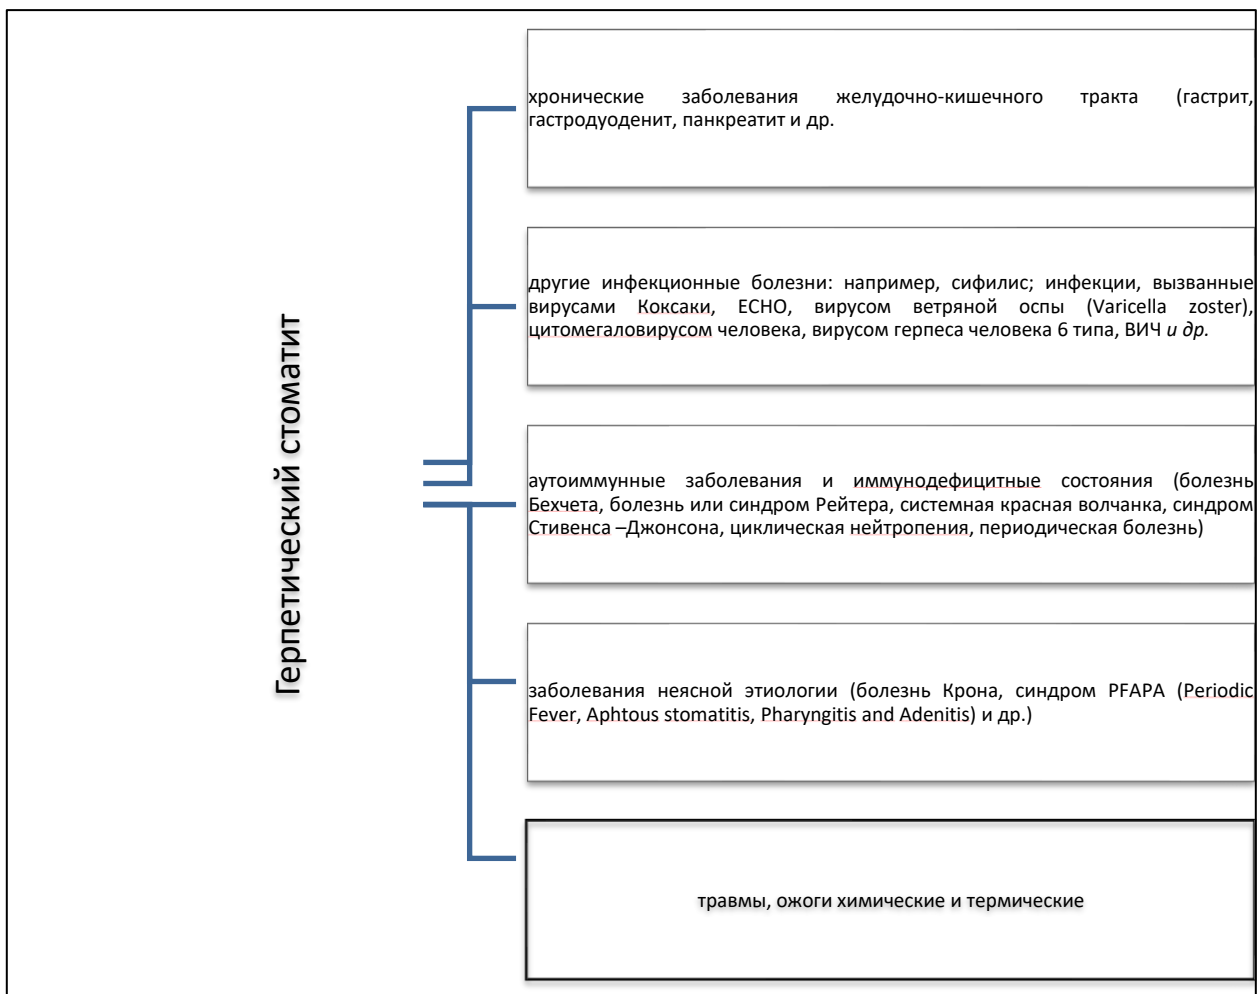 Герпетический стоматит
хронические заболевания желудочно-кишечного тракта (гастрит,
гастродуоденит, панкреатит и др.
другие инфекционные болезни: например, сифилис; инфекции, вызванные
вирусами Коксаки, ECHO, вирусом ветряной оспы (Varicella zoster),
цитомегаловирусом человека, вирусом герпеса человека 6 типа, ВИЧ и др.
аутоиммунные заболевания и иммунодефицитные состояния (болезнь
Бехчета, болезнь или синдром Рейтера, системная красная волчанка, синдром
Стивенса –Джонсона, циклическая нейтропения, периодическая болезнь)
заболевания неясной этиологии (болезнь Крона, синдром PFAPA (Periodic
Fever, Aphtous stomatitis, Pharyngitis and Adenitis) и др.)
травмы, ожоги химические и термические